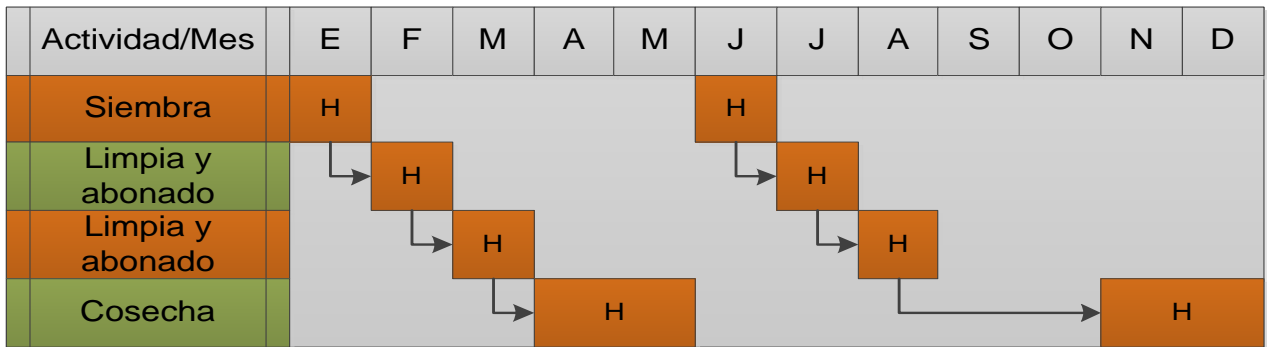 Actividad/Mes E F M A M J J A S O N D
Siembra H H
Limpia y
abonado H H
Limpia y
abonado H H
Cosecha H H